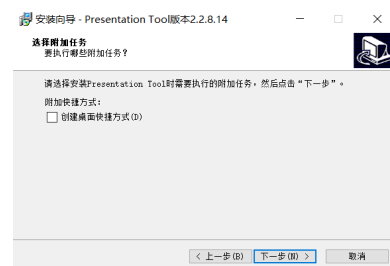 安装向导 - Presentation Tool版本2.2.8.14
选择附加任务
要执行哪些附加任务?
请选择安装Presentation Tool时需要执行的附加任务，然后点击“下一步”。
附加快捷方式:
创建桌面快捷方式(D)
< 上一步(B)
下一步(N) >
取消